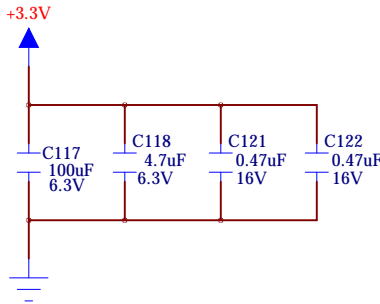 +3.3V
C117
100uF
6.3V
C118
4.7uF
6.3V
C121
0.47uF
16V
C122
0.47uF
16V